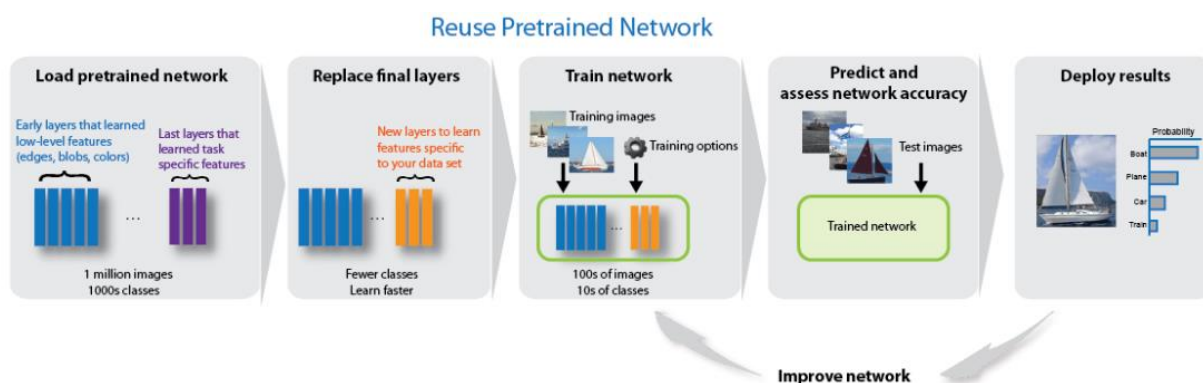 Reuse Pretrained Network
Load pretrained network
Early layers that learned
low-level features
(edges, blobs, colors)
Last layers that
learned task
specific features
...
1 million images
1000s classes
Replace final layers
New layers to learn
features specific
to your data set
...
Fewer classes
Learn faster
Train network
Training images
Training options
...
100s of images
10s of classes
Predict and
assess network accuracy
Test images
Trained network
Deploy results
Probability
Boat
Plane
Car
Train
Improve network